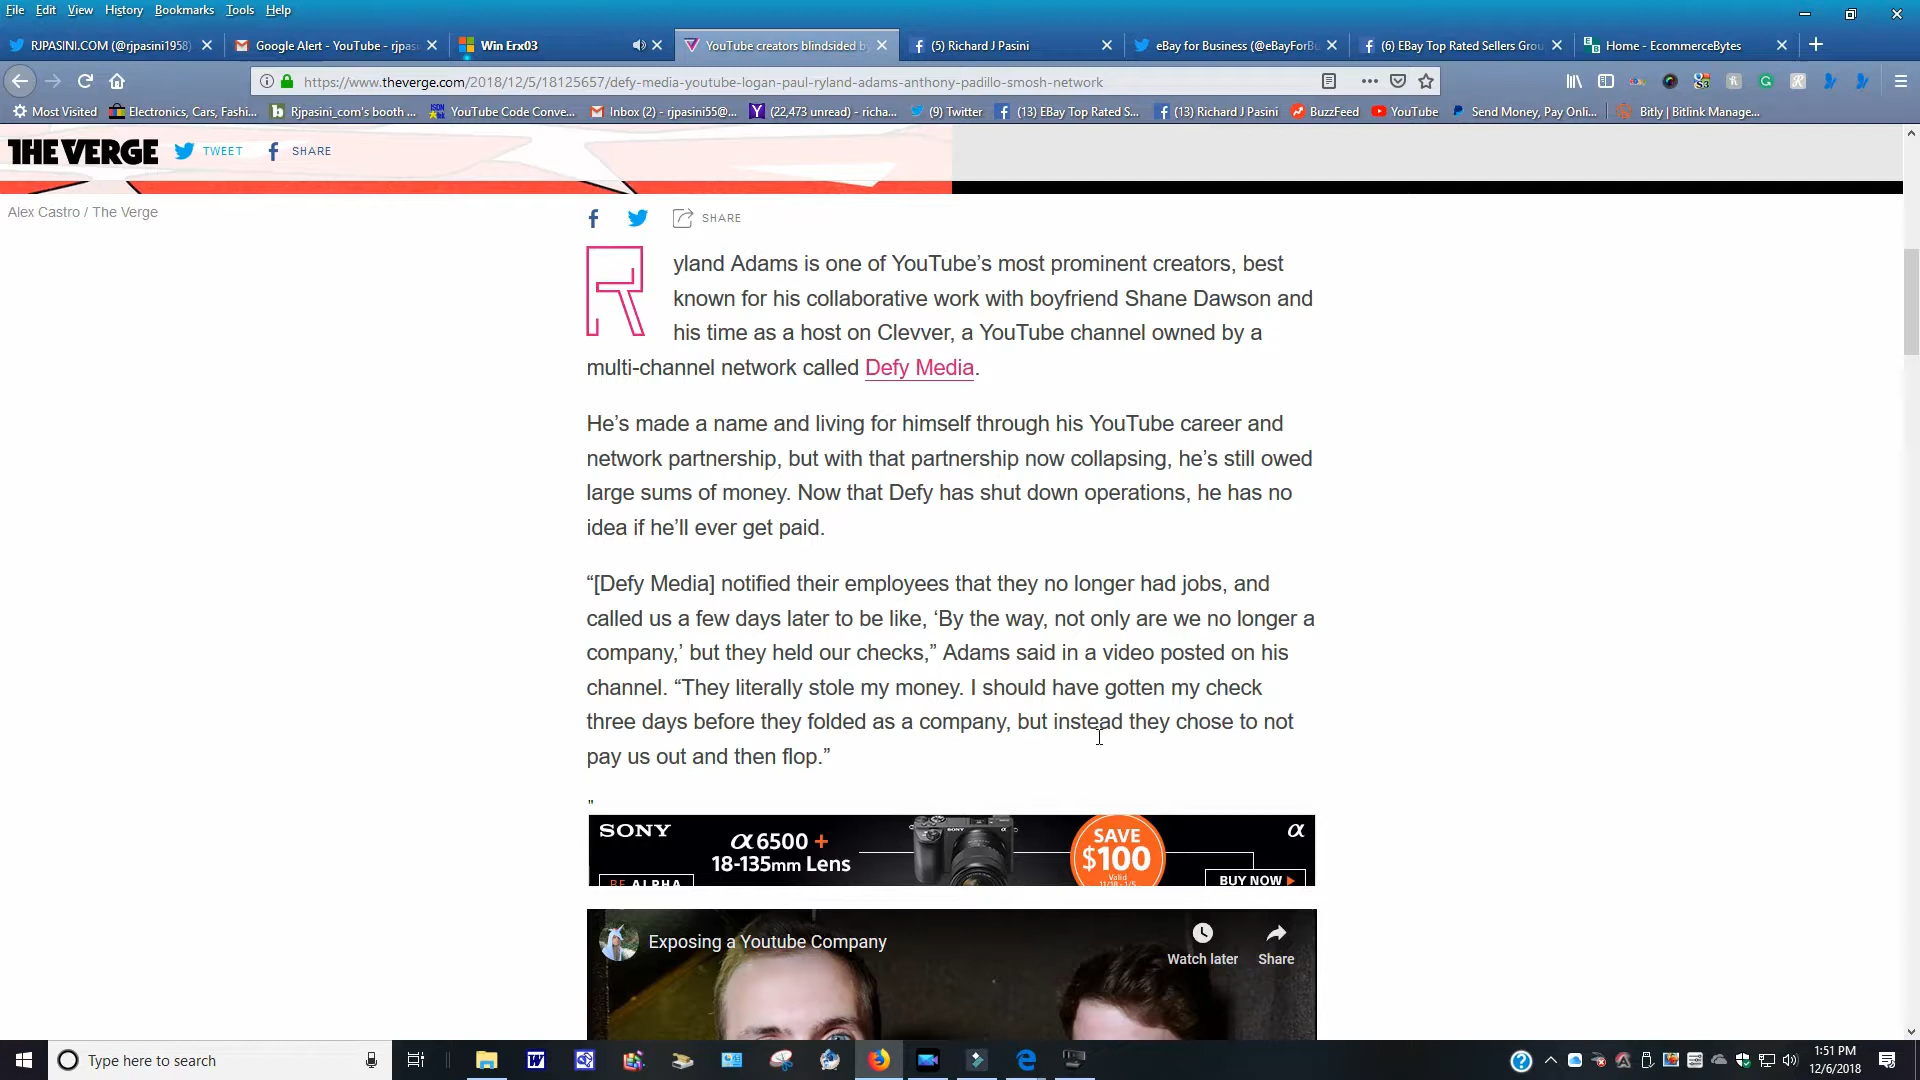 File Edit View History Bookmarks Tools Help
RJPASINI.COM (@rjpasini1958)
Google Alert - YouTube - rjpas
Win Erx03
YouTube creators blindsided b
(5) Richard J Pasini
eBay for Business (@eBayForBu
(6) EBay Top Rated Sellers Grou
Home - EcommerceBytes
https://www.theverge.com/2018/12/5/18125657/defy-media-youtube-logan-paul-ryland-adams-anthony-padillo-smosh-network
Most Visited
Electronics, Cars, Fashi...
Rjpasini_com's booth ...
YouTube Code Conve...
Inbox (2) - rjpasini55@...
(22,473 unread) - richa...
(9) Twitter
(13) EBay Top Rated S...
(13) Richard J Pasini
BuzzFeed
YouTube
Send Money, Pay Onli...
Bitly | Bitlink Manage...
THE VERGE TWEET SHARE
Alex Castro / The Verge
SHARE
Ryland Adams is one of YouTube’s most prominent creators, best
known for his collaborative work with boyfriend Shane Dawson and
his time as a host on Clevver, a YouTube channel owned by a
multi-channel network called Defy Media.
He’s made a name and living for himself through his YouTube career and
network partnership, but with that partnership now collapsing, he’s still owed
large sums of money. Now that Defy has shut down operations, he has no
idea if he’ll ever get paid.
“[Defy Media] notified their employees that they no longer had jobs, and
called us a few days later to be like, ‘By the way, not only are we no longer a
company,’ but they held our checks,” Adams said in a video posted on his
channel. “They literally stole my money. I should have gotten my check
three days before they folded as a company, but instead they chose to not
pay us out and then flop.”
"
SONY
α6500 +
18-135mm Lens
SAVE
$100
Valid
11/18 - 1/5
α
BE ALPHA
BUY NOW
Exposing a Youtube Company
Watch later
Share
Type here to search
1:51 PM
12/6/2018